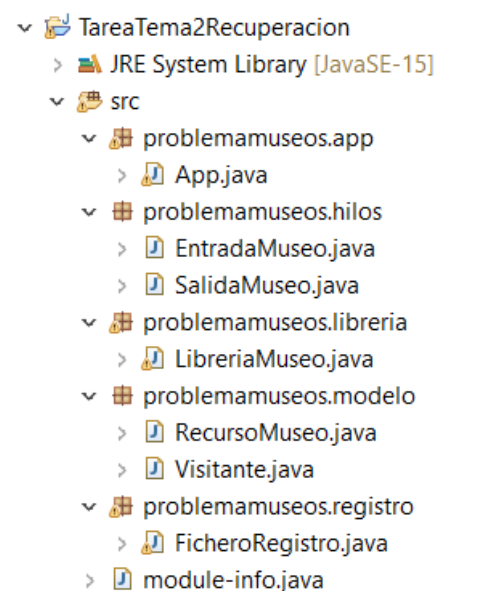 TareaTema2Recuperacion
JRE System Library [JavaSE-15]
src
problemamuseos.app
App.java
problemamuseos.hilos
EntradaMuseo.java
SalidaMuseo.java
problemamuseos.libreria
LibreriaMuseo.java
problemamuseos.modelo
RecursoMuseo.java
Visitante.java
problemamuseos.registro
FicheroRegistro.java
module-info.java